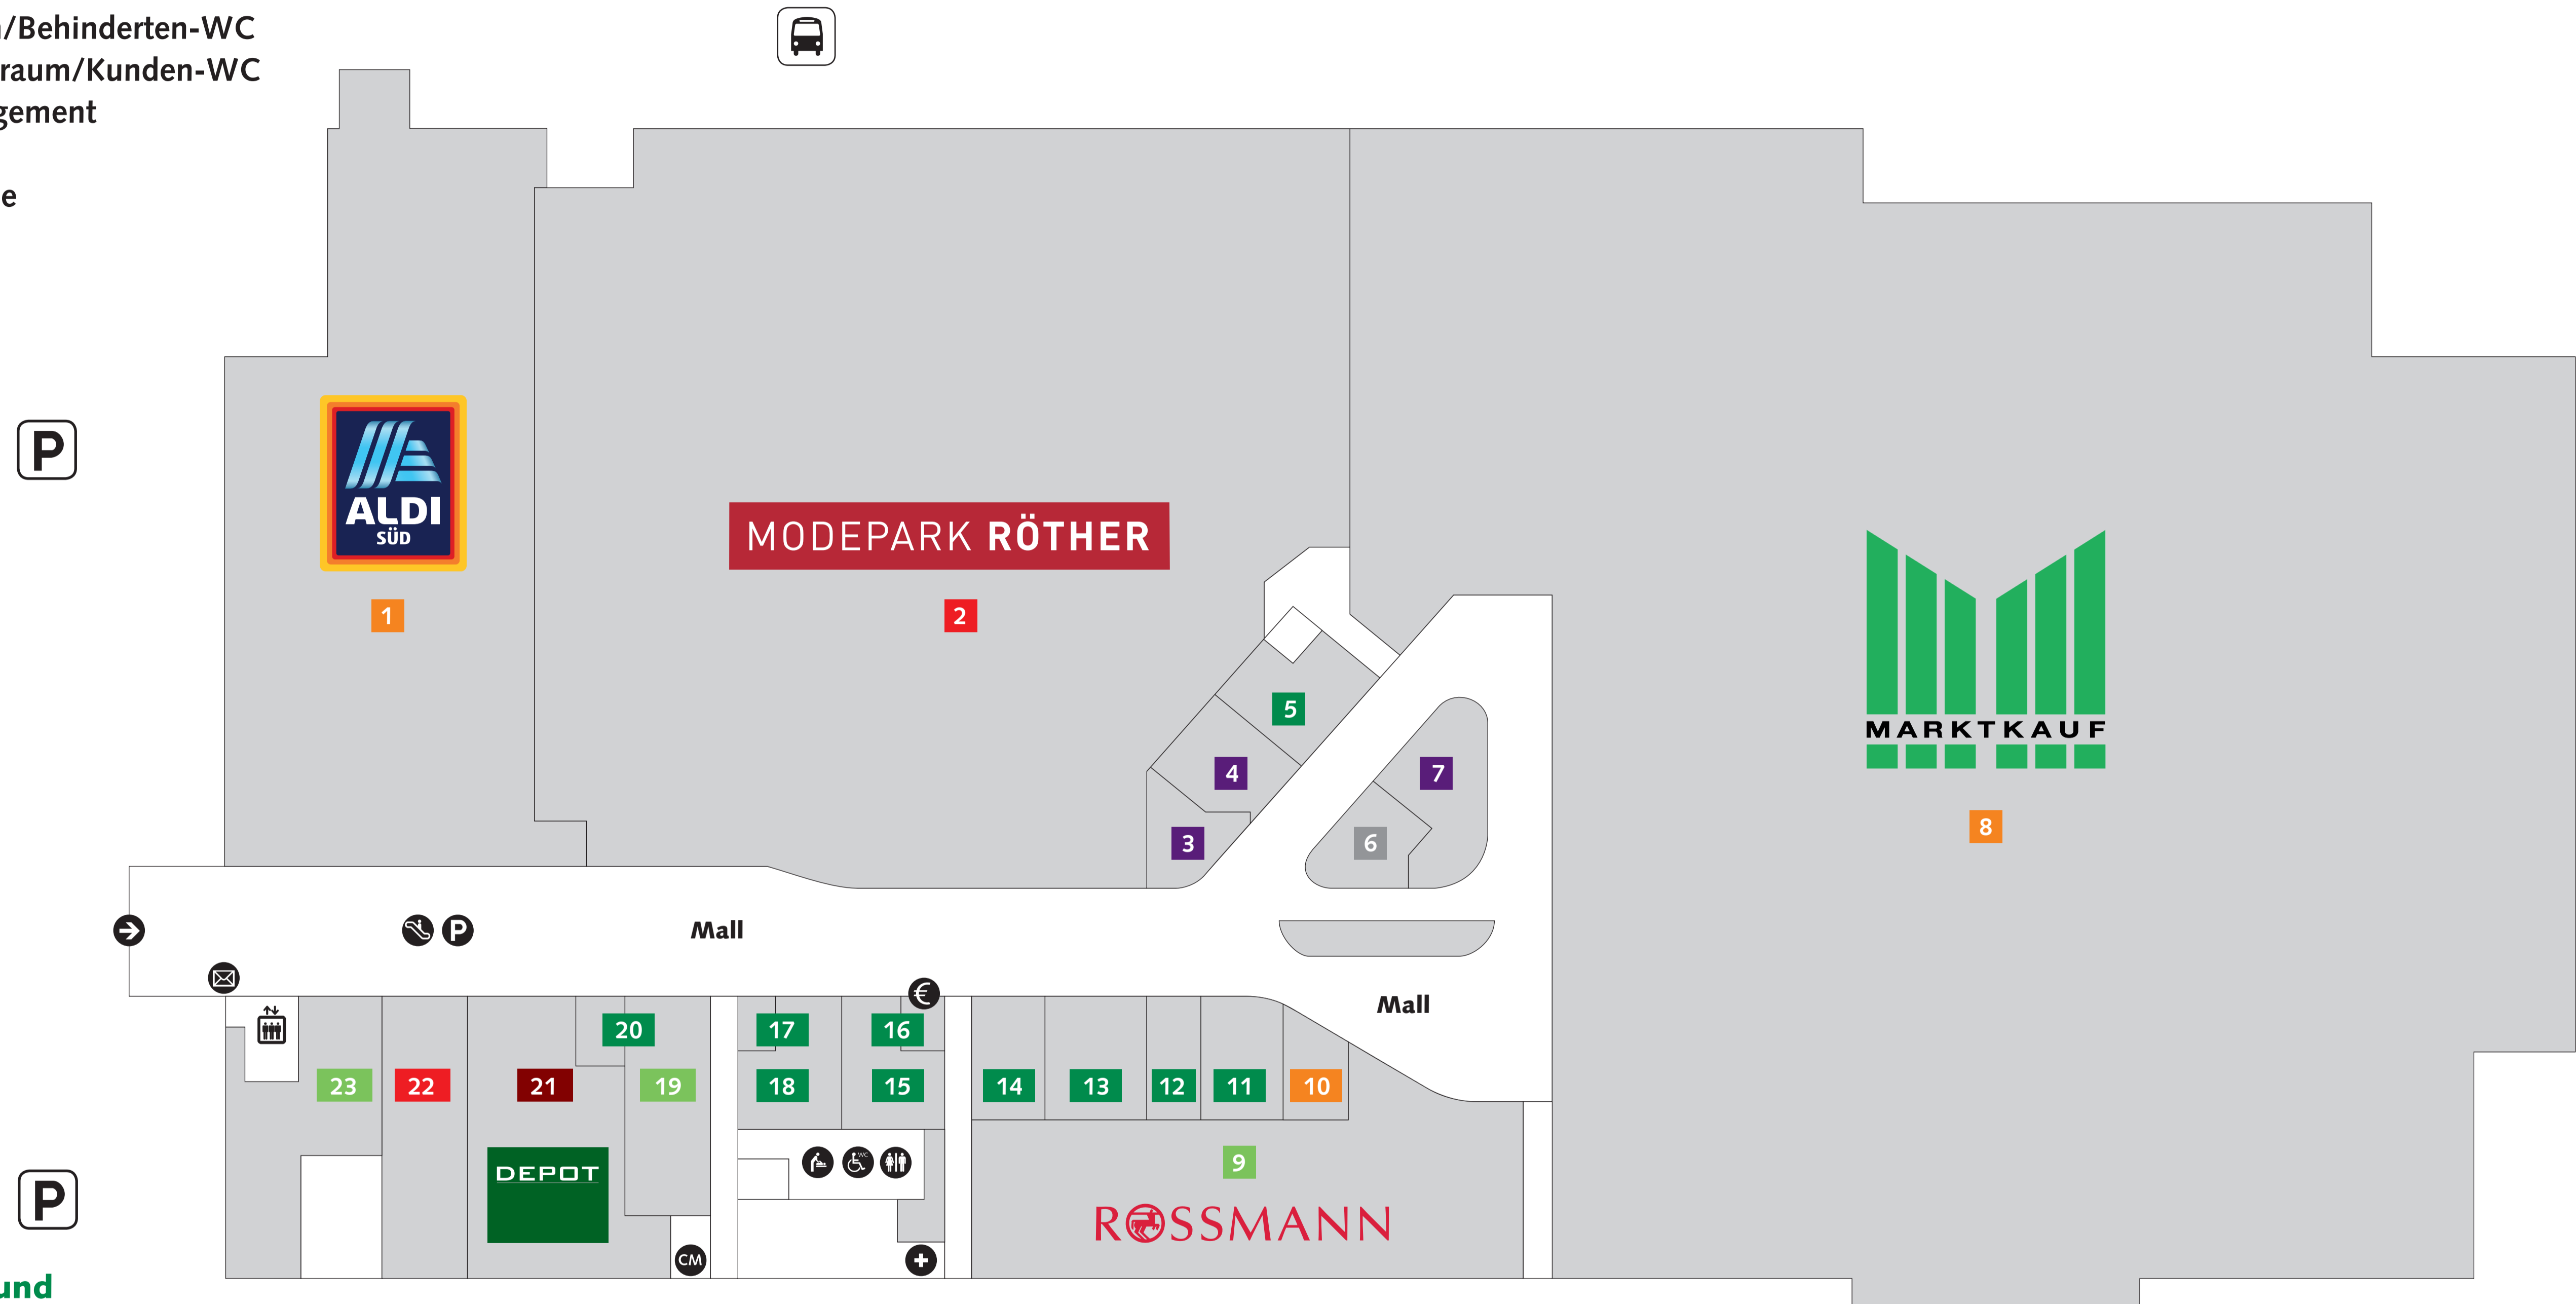 /Behinderten-WC
raum/Kunden-WC
gement
e
P
ALDI
SÜD
1
MODEPARK RÖTHER
2
5
4
7
3
6
MARKTKAUF
8
P
Mall
€
Mall
20
17
16
23
22
21
19
18
15
14
13
12
11
10
WC
9
DEPOT
P
ROSSMANN
CM
und